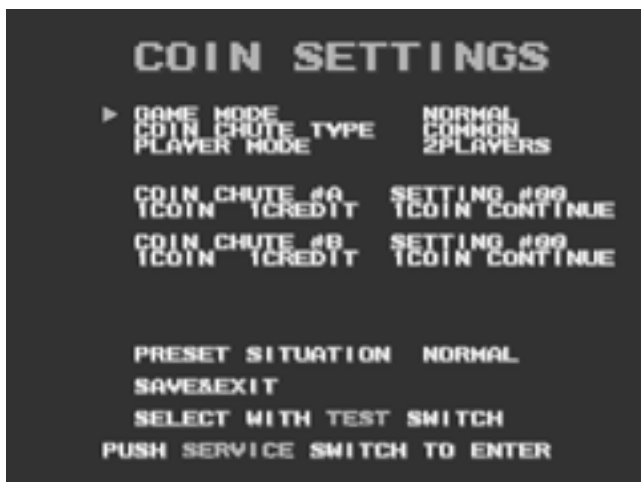 COIN SETTINGS
▶ GAME MODE NORMAL
COIN CHUTE TYPE COMMON
PLAYER MODE 2PLAYERS
COIN CHUTE #A SETTING #00
1COIN 1CREDIT 1COIN CONTINUE
COIN CHUTE #B SETTING #00
1COIN 1CREDIT 1COIN CONTINUE
PRESET SITUATION NORMAL
SAVE&EXIT
SELECT WITH TEST SWITCH
PUSH SERVICE SWITCH TO ENTER